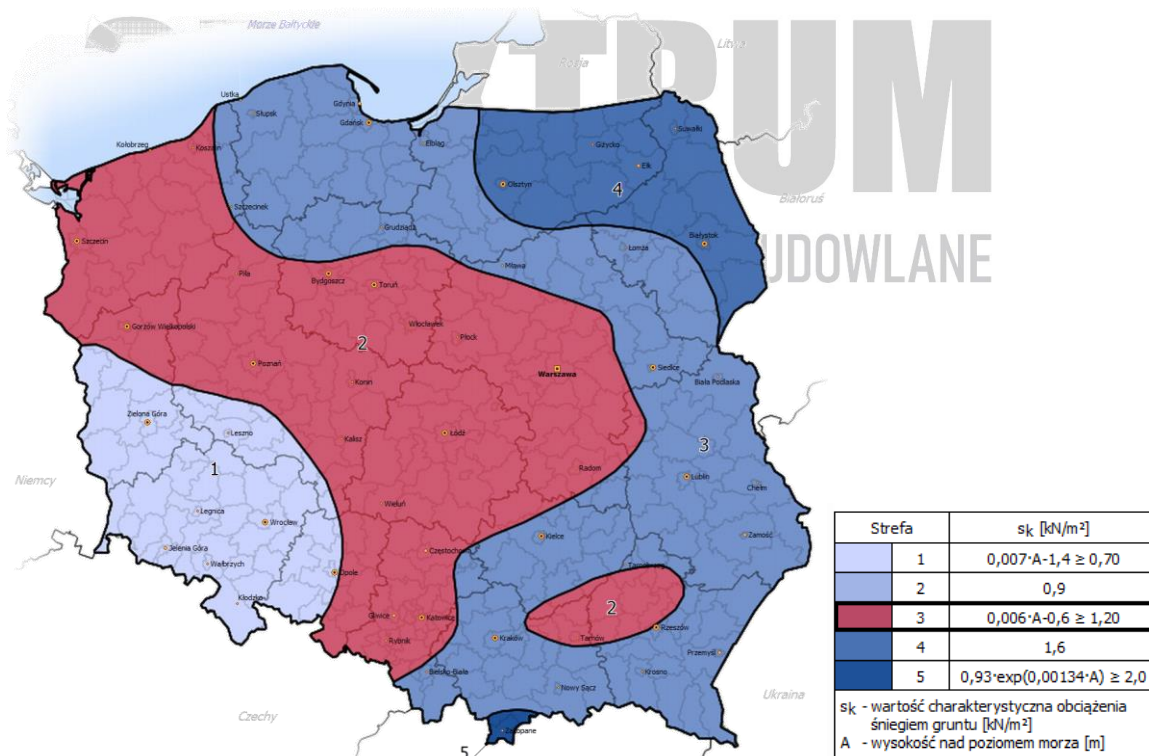 Morze Bałtyckie
Litwa
Rosja
Ustka
Słupsk
Gdynia
Gdańsk
Kołobrzeg
Koszalin
Elbląg
Giżycko
Suwałki
Ełk
Olsztyn
4
Białoruś
Szczecinek
Grudziądz
Szczecin
Łomża
Białystok
UDOWLANE
Mława
Piła
Bydgoszcz
Toruń
Gorzów Wielkopolski
Włocławek
Płock
2
Poznań
Konin
Warszawa
Siedlce
Biała Podlaska
Zielona Góra
Leszno
Kalisz
Łódź
3
1
Niemcy
Radom
Lublin
Chełm
Wieluń
Legnica
Wrocław
Kielce
Zamość
Jelenia Góra
Wałbrzych
Częstochowa
Opole
Tarnobrzeg
Kłodzko
2
Gliwice
Katowice
Rzeszów
Rybnik
Kraków
Tarnów
Przemyśl
Bielsko-Biała
Krosno
Nowy Sącz
Ukraina
Czechy
Zakopane
5
Strefa sk [kN/m²]
1 0,007·A-1,4 ≥ 0,70
2 0,9
3 0,006·A-0,6 ≥ 1,20
4 1,6
5 0,93·exp(0,00134·A) ≥ 2,0
sk - wartość charakterystyczna obciążenia
śniegiem gruntu [kN/m²]
A - wysokość nad poziomem morza [m]